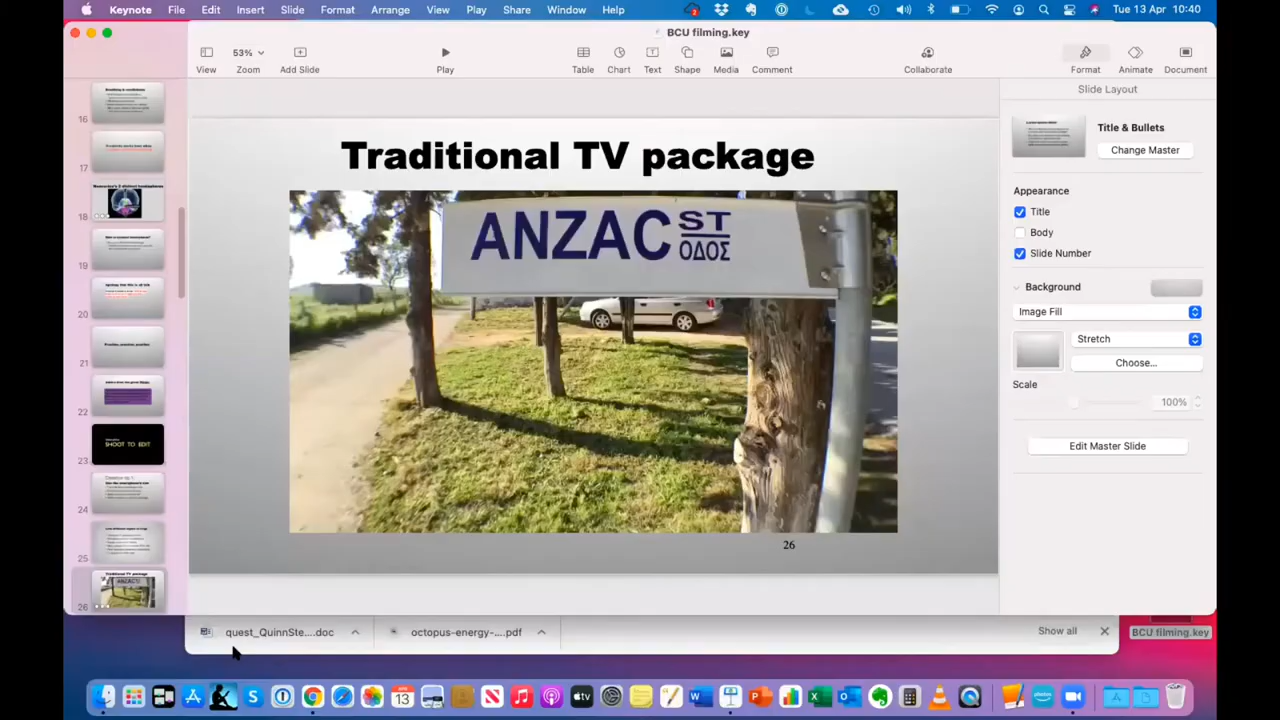 Keynote File Edit Insert Slide Format Arrange View Play Share Window Help Tue 13 Apr 10:40
BCU filming.key
53%
View Zoom Add Slide Play Table Chart Text Shape Media Comment Collaborate Format Animate Document
Slide Layout
Title & Bullets
Change Master
Appearance
Title
Body
Slide Number
Background
Image Fill
Stretch
Choose...
Scale
100%
Edit Master Slide
16
17
18
19
20
21
22
SHOOT TO EDIT
23
24
25
Traditional TV package
26
Traditional TV package
ANZAC ST
ΟΔΟΣ
26
quest_QuinnSte....doc
octopus-energy-....pdf
Show all
BCU filming.key